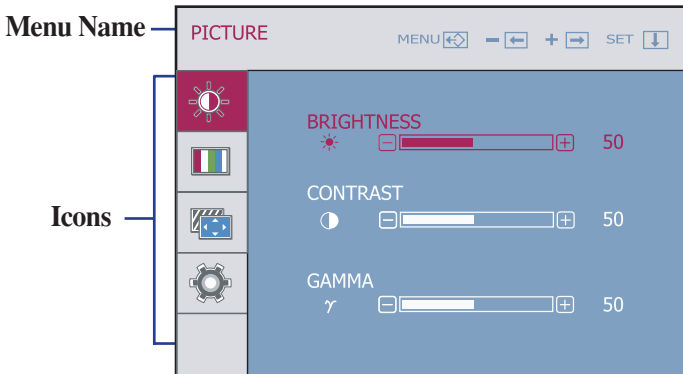 Menu Name
PICTURE MENU - + SET
Icons
BRIGHTNESS
- + 50
CONTRAST
- + 50
GAMMA
γ - + 50